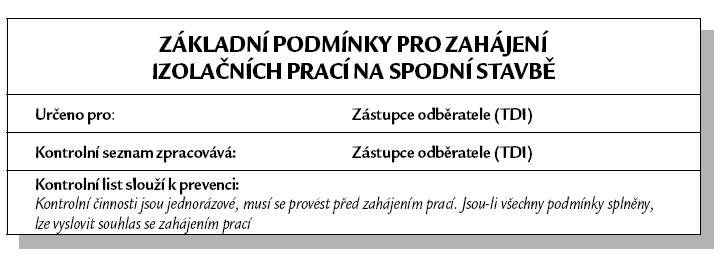 ZÁKLADNÍ PODMÍNKY PRO ZAHÁJENÍ
IZOLAČNÍCH PRACÍ NA SPODNÍ STAVBĚ
Určeno pro: Zástupce odběratele (TDI)
Kontrolní seznam zpracovává: Zástupce odběratele (TDI)
Kontrolní list slouží k prevenci:
Kontrolní činnosti jsou jednorázové, musí se provést před zahájením prací. Jsou-li všechny podmínky splněny,
lze vyslovit souhlas se zahájením prací